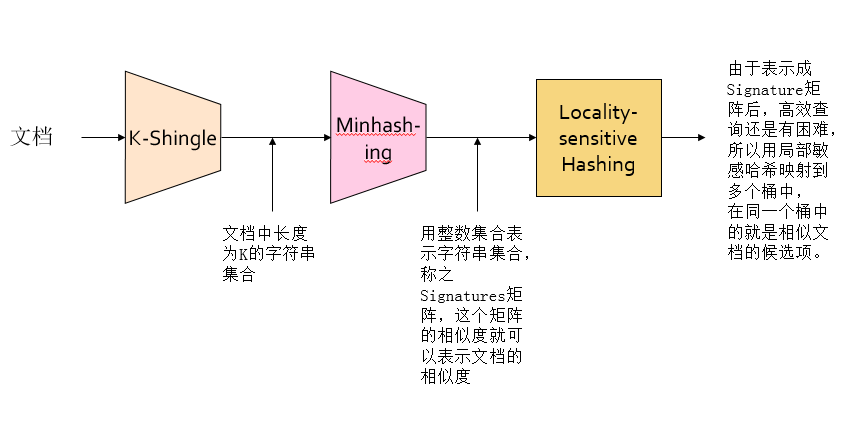 文档
K-Shingle
Minhash-
ing
Locality-
sensitive
Hashing
由于表示成
Signature矩
阵后，高效查
询还是有困难，
所以用局部敏
感哈希映射到
多个桶中，
在同一个桶中
的就是相似文
档的候选项。
文档中长度
为K的字符串
集合
用整数集合表
示字符串集合，
称之
Signatures矩
阵，这个矩阵
的相似度就可
以表示文档的
相似度